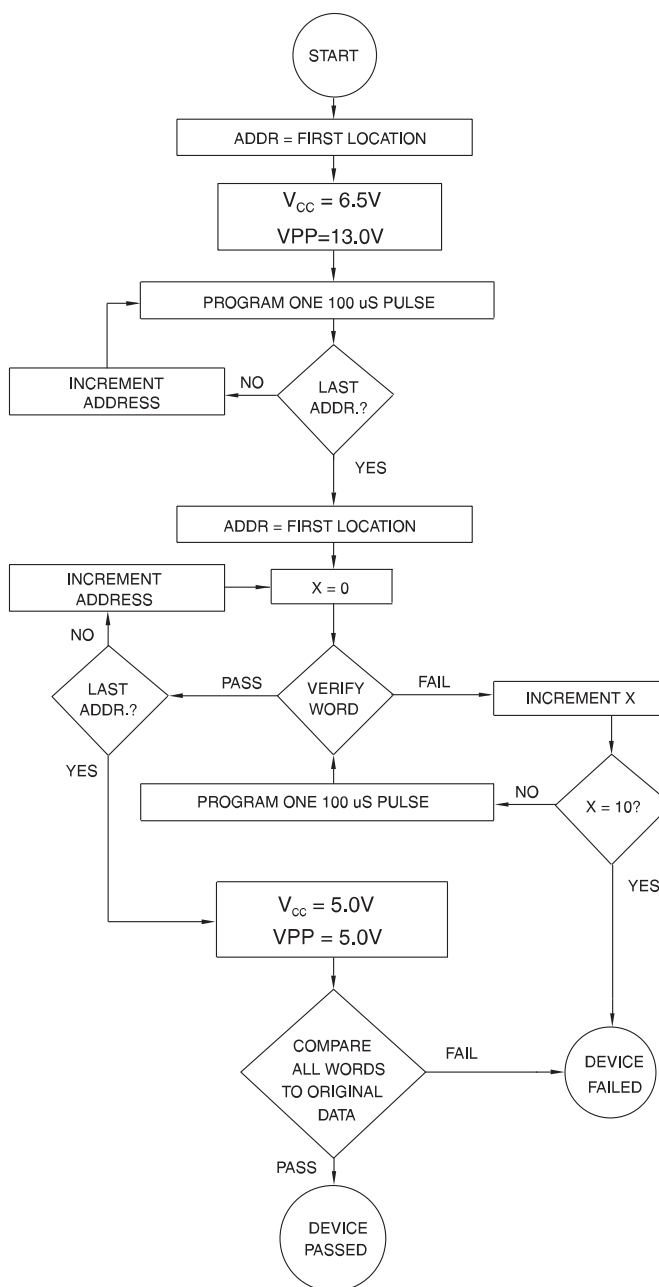 START
ADDR = FIRST LOCATION
VCC = 6.5V
VPP=13.0V
PROGRAM ONE 100 uS PULSE
INCREMENT
ADDRESS
NO
LAST
ADDR.?
YES
ADDR = FIRST LOCATION
INCREMENT
ADDRESS
X = 0
NO
LAST
ADDR.?
PASS
VERIFY
WORD
FAIL
INCREMENT X
YES
PROGRAM ONE 100 uS PULSE
NO
X = 10?
YES
Vcc = 5.0V
VPP = 5.0V
COMPARE
ALL WORDS
TO ORIGINAL
DATA
FAIL
DEVICE
FAILED
PASS
DEVICE
PASSED